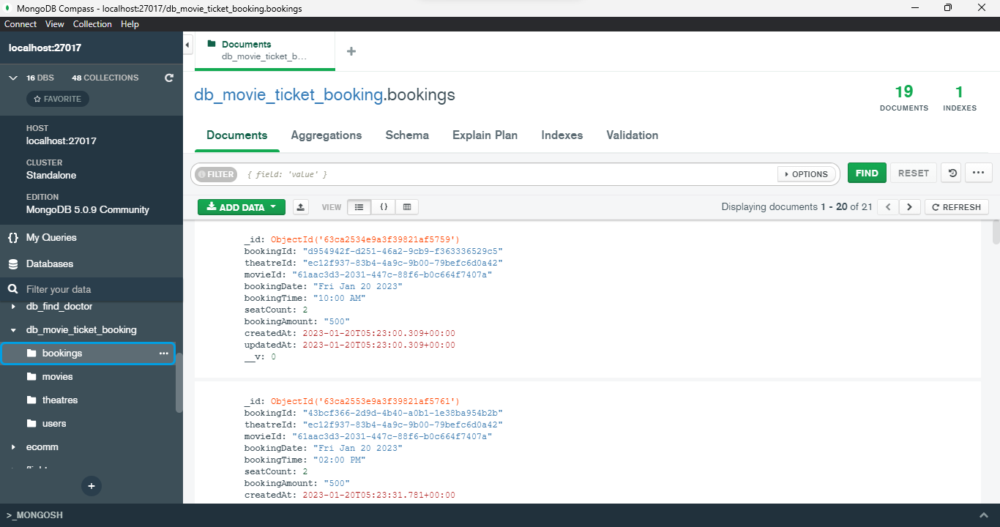 MongoDB Compass - localhost:27017/db_movie_ticket_booking.bookings
Connect View Collection Help
localhost:27017
16 DBS 48 COLLECTIONS
FAVORITE
HOST
localhost:27017
CLUSTER
Standalone
EDITION
MongoDB 5.0.9 Community
{} My Queries
Databases
Filter your data
db_find_doctor
db_movie_ticket_booking
bookings
movies
theatres
users
ecomm
+
Documents
db_movie_ticket_b...
+
db_movie_ticket_booking.bookings
19
DOCUMENTS
1
INDEXES
Documents Aggregations Schema Explain Plan Indexes Validation
FILTER { field: 'value' } OPTIONS FIND RESET
ADD DATA VIEW {} Displaying documents 1 - 20 of 21 < > REFRESH
_id: ObjectId('63ca2534e9a3f39821af5759')
bookingId: "d954942f-d251-46a2-9cb9-f363336529c5"
theatreId: "ec12f937-83b4-4a9c-9b00-79befc6d0a42"
movieId: "61aac3d3-2031-447c-88f6-b0c664f7407a"
bookingDate: "Fri Jan 20 2023"
bookingTime: "10:00 AM"
seatCount: 2
bookingAmount: "500"
createdAt: 2023-01-20T05:23:00.309+00:00
updatedAt: 2023-01-20T05:23:00.309+00:00
__v: 0
_id: ObjectId('63ca2553e9a3f39821af5761')
bookingId: "43bcf366-2d9d-4b40-a0b1-1e38ba954b2b"
theatreId: "ec12f937-83b4-4a9c-9b00-79befc6d0a42"
movieId: "61aac3d3-2031-447c-88f6-b0c664f7407a"
bookingDate: "Fri Jan 20 2023"
bookingTime: "02:00 PM"
seatCount: 2
bookingAmount: "500"
createdAt: 2023-01-20T05:23:31.781+00:00
>_MONGOSH